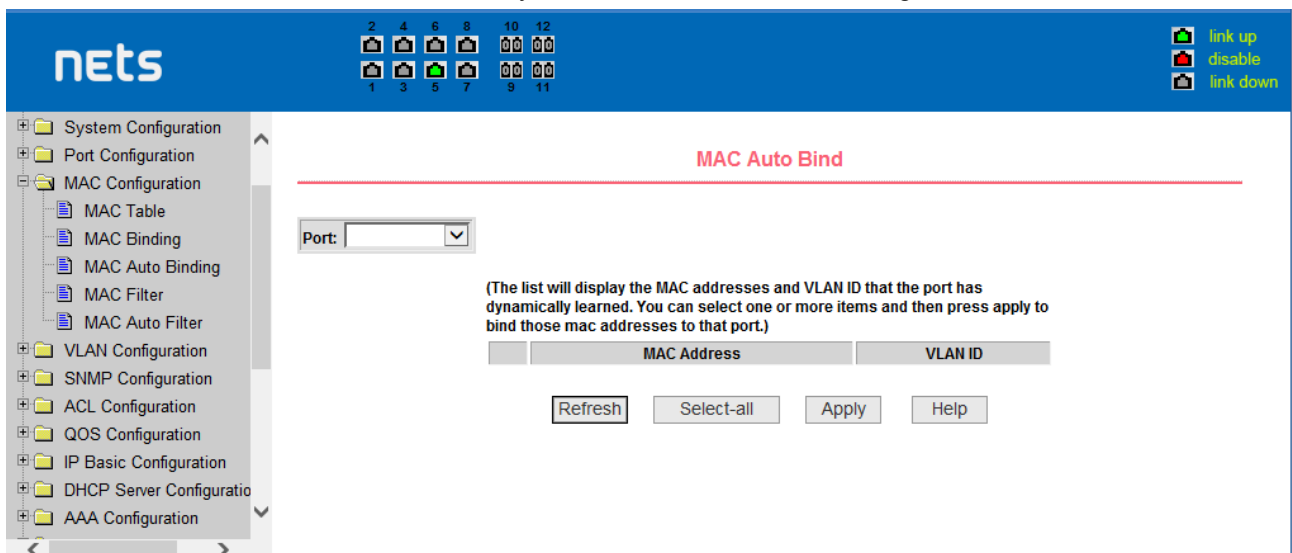 2 4 6 8 10 12
1 3 5 7 9 11
nets
link up
disable
link down
System Configuration
Port Configuration
MAC Configuration
MAC Table
MAC Binding
MAC Auto Binding
MAC Filter
MAC Auto Filter
VLAN Configuration
SNMP Configuration
ACL Configuration
QOS Configuration
IP Basic Configuration
DHCP Server Configuratio
AAA Configuration
MAC Auto Bind
Port:
(The list will display the MAC addresses and VLAN ID that the port has
dynamically learned. You can select one or more items and then press apply to
bind those mac addresses to that port.)
MAC Address VLAN ID
Refresh Select-all Apply Help